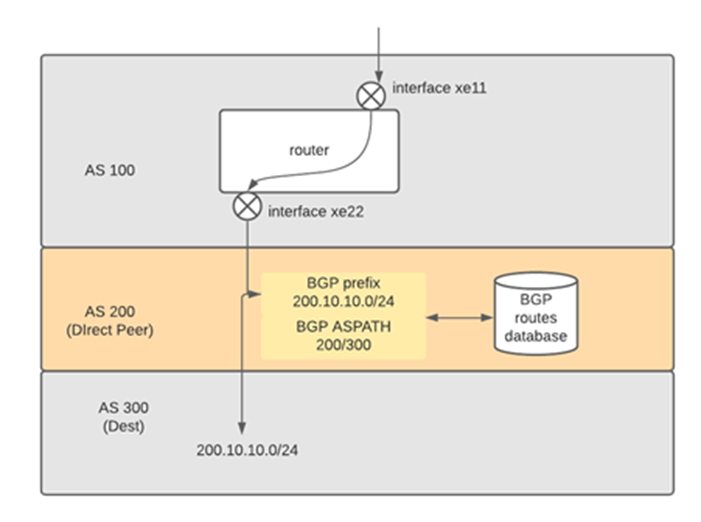 interface xe11
router
AS 100
interface xe22
BGP prefix
200.10.10.0/24
BGP ASPATH
200/300
BGP
routes
database
AS 200
(DIrect Peer)
AS 300
(Dest)
200.10.10.0/24